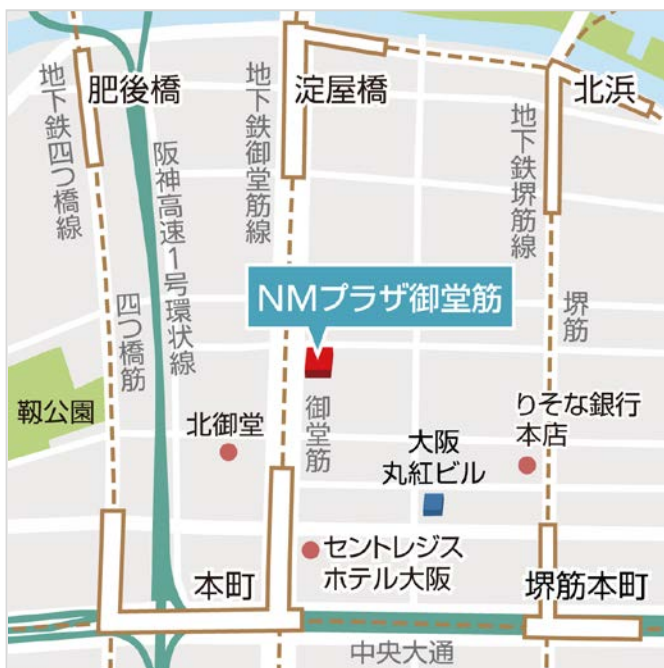 肥後橋
淀屋橋
北浜
地下鉄四つ橋線
阪神高速1号環状線
地下鉄御堂筋線
地下鉄堺筋線
NMプラザ御堂筋
四つ橋筋
堺筋
靱公園
北御堂
御堂筋
りそな銀行
本店
大阪
丸紅ビル
セントレジス
ホテル大阪
本町
堺筋本町
中央大通